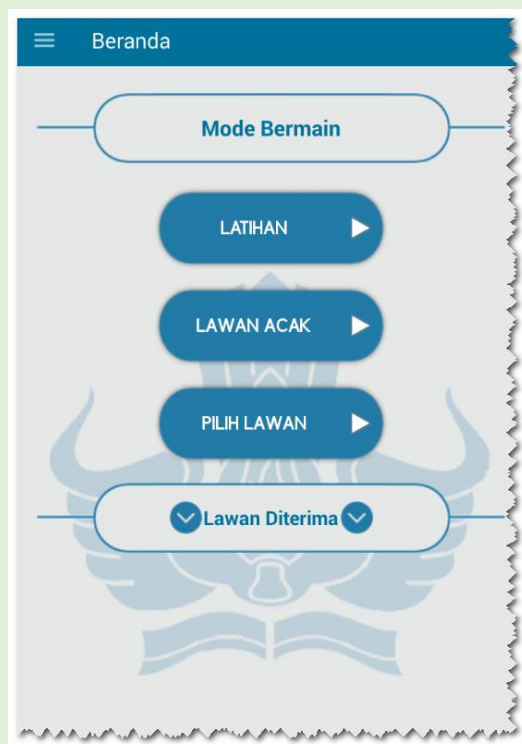 Beranda
Mode Bermain
LATIHAN
LAWAN ACAK
PILIH LAWAN
Lawan Diterima